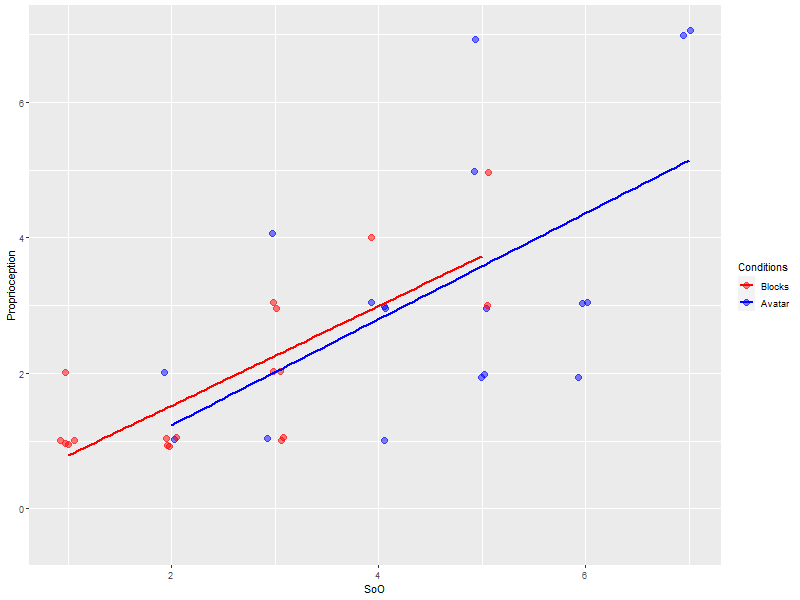 Proprioception
6
4
2
0
2 4 6
SoO
Conditions
Blocks
Avatar